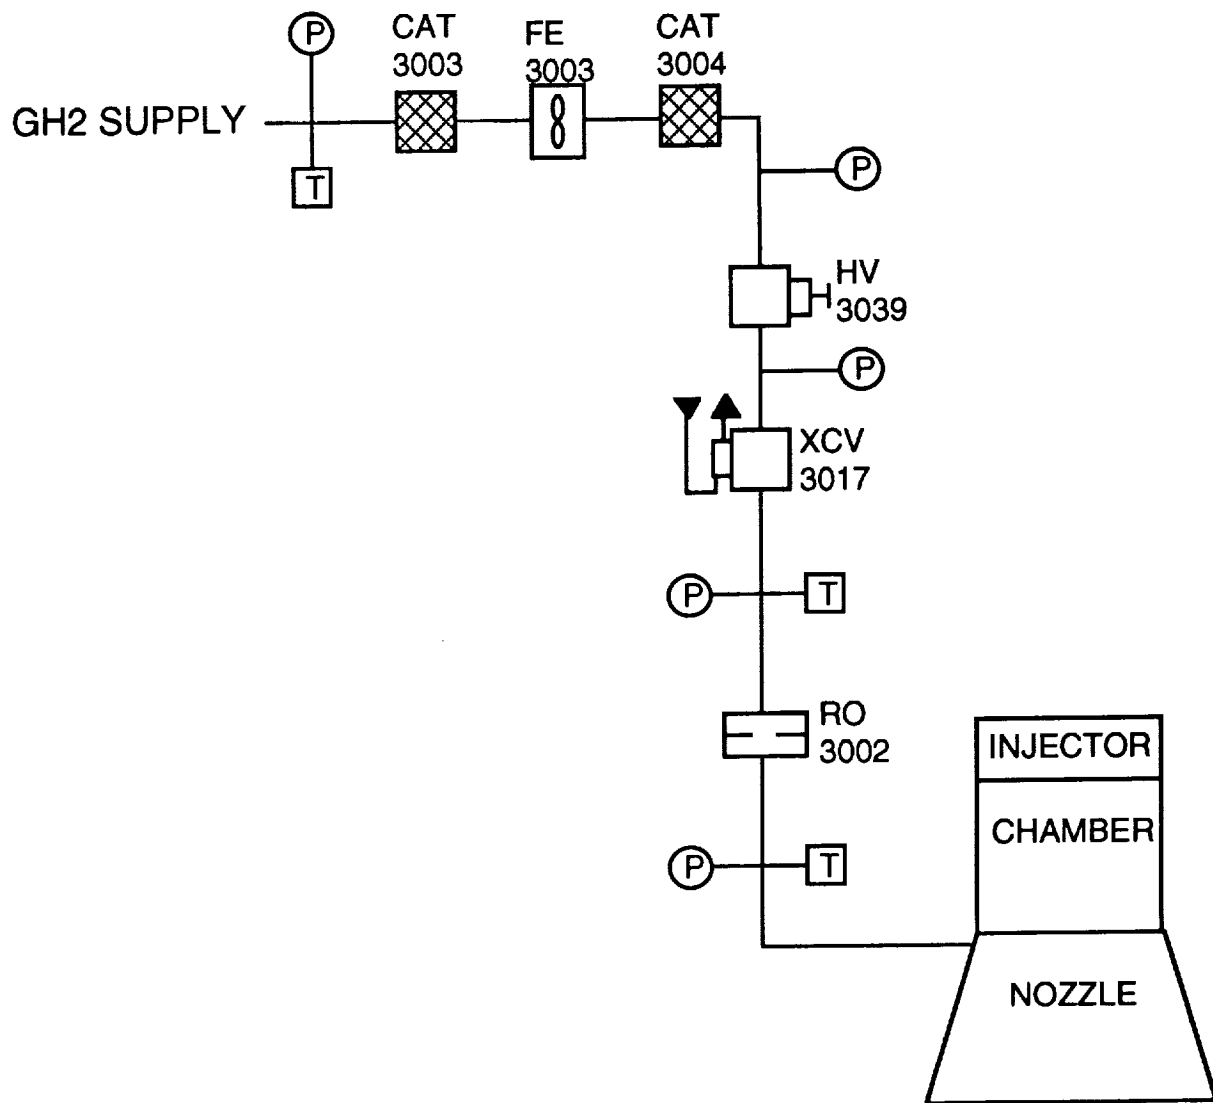 P
CAT
3003
FE
3003
CAT
3004
GH2 SUPPLY
T
P
HV
3039
P
XCV
3017
P
T
RO
3002
INJECTOR
CHAMBER
P
T
NOZZLE